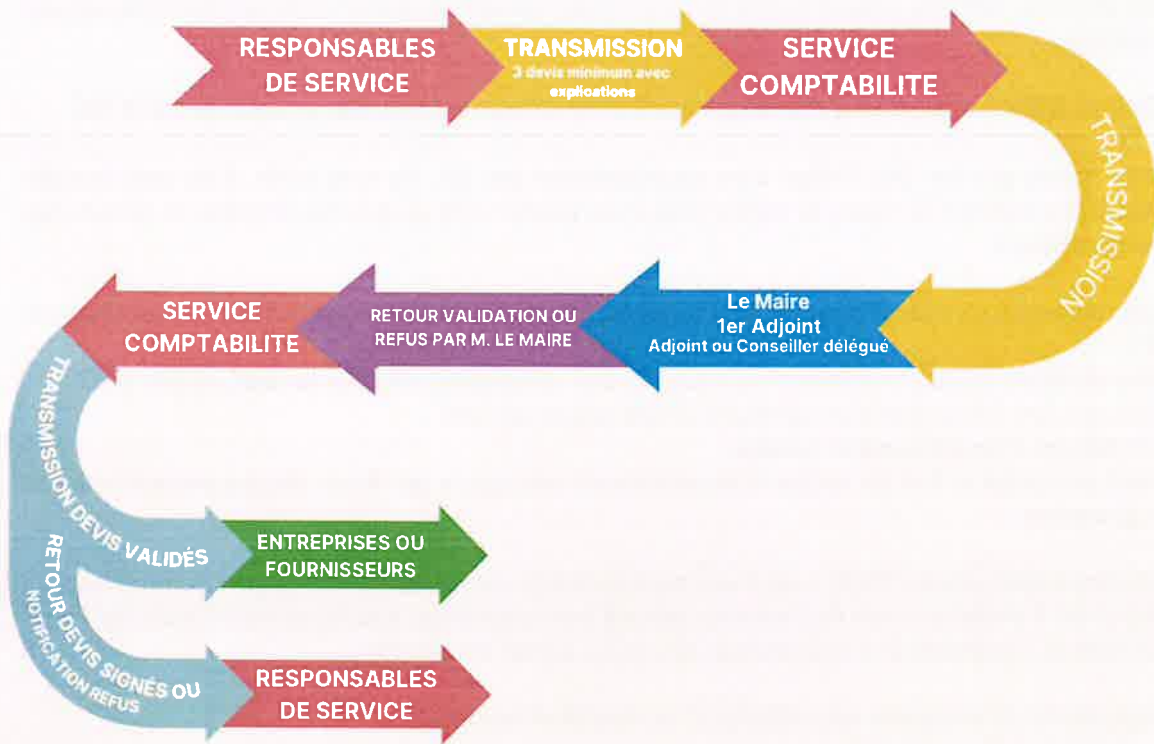 RESPONSABLES
DE SERVICE
TRANSMISSION
3 devis minimum avec
explications
SERVICE
COMPTABILITE
TRANSMISSION
Le Maire
1er Adjoint
Adjoint ou Conseiller délégué
RETOUR VALIDATION OU
REFUS PAR M. LE MAIRE
SERVICE
COMPTABILITE
TRANSMISSION DEVIS VALIDÉS
ENTREPRISES OU
FOURNISSEURS
RETOUR DEVIS SIGNÉS OU
NOTIFICATION REFUS
RESPONSABLES
DE SERVICE